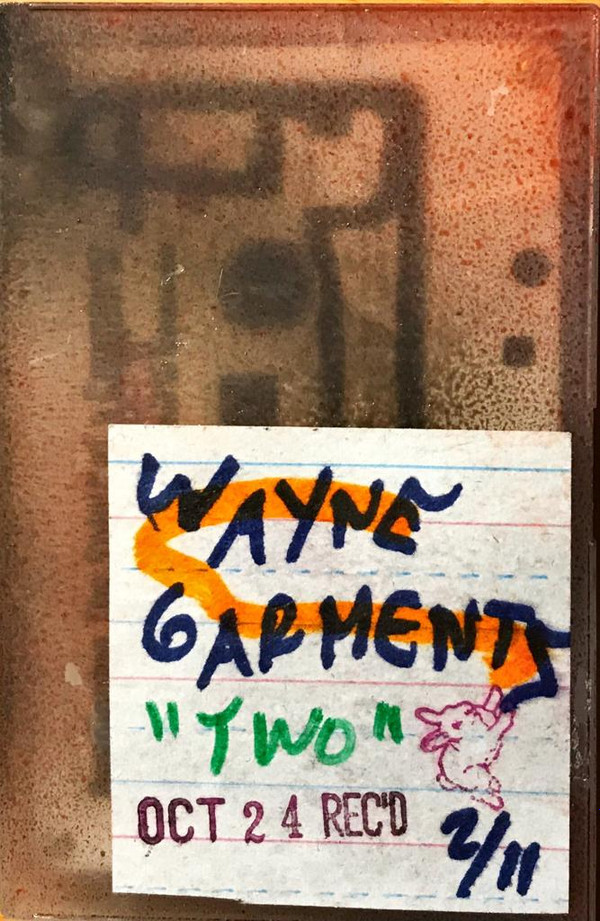 WAYNE
GARMENTS
"TWO"
OCT 24 REC'D
2/11